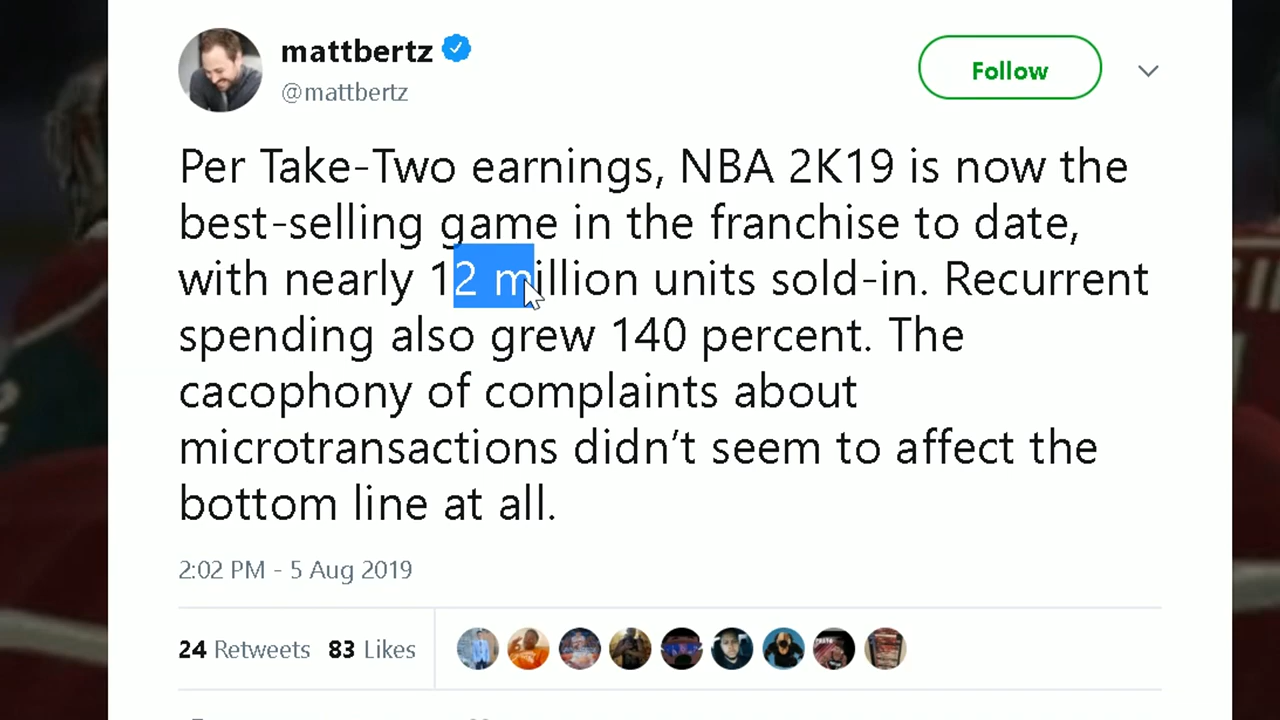 mattbertz
@mattbertz
Follow
Per Take-Two earnings, NBA 2K19 is now the
best-selling game in the franchise to date,
with nearly 12 million units sold-in. Recurrent
spending also grew 140 percent. The
cacophony of complaints about
microtransactions didn’t seem to affect the
bottom line at all.
2:02 PM - 5 Aug 2019
24 Retweets 83 Likes